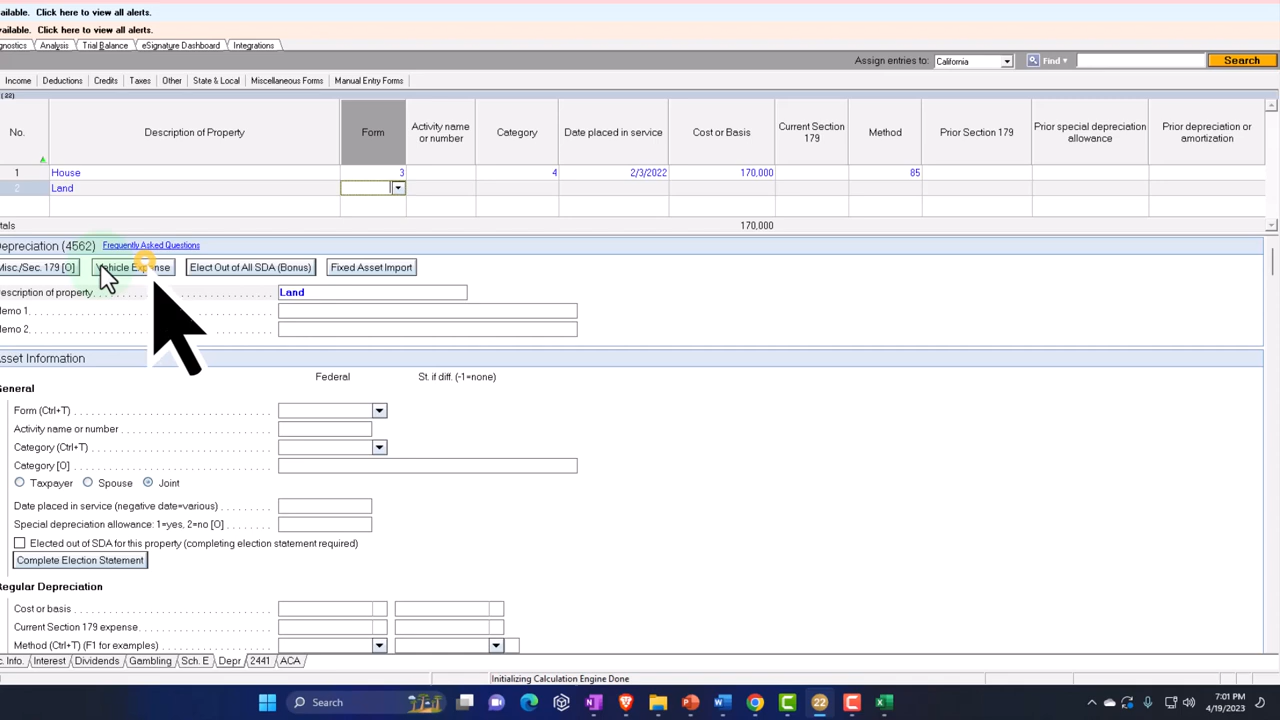 ailable. Click here to view all alerts.
vailable. Click here to view all alerts.
gnostics Analysis Trial Balance eSignature Dashboard Integrations
Assign entries to: California Find Search
Income Deductions Credits Taxes Other State & Local Miscellaneous Forms Manual Entry Forms
(22)
No. Description of Property Form Activity name or number Category Date placed in service Cost or Basis Current Section 179 Method Prior Section 179 Prior special depreciation allowance Prior depreciation or amortization
1 House 3 4 2/3/2022 170,000 85
2 Land
tals 170,000
epreciation (4562) Frequently Asked Questions
Misc./Sec. 179 [O] Vehicle Expense Elect Out of All SDA (Bonus) Fixed Asset Import
escription of property Land
emo 1
emo 2
sset Information
Federal St. if diff. (-1=none)
General
Form (Ctrl+T)
Activity name or number
Category (Ctrl+T)
Category [O]
Taxpayer Spouse Joint
Date placed in service (negative date=various)
Special depreciation allowance: 1=yes, 2=no [O]
Elected out of SDA for this property (completing election statement required)
Complete Election Statement
Regular Depreciation
Cost or basis
Current Section 179 expense
Method (Ctrl+T) (F1 for examples)
c. Info. Interest Dividends Gambling Sch. E Depr 2441 ACA
Initializing Calculation Engine Done
Search 22 7:01 PM
4/19/2023